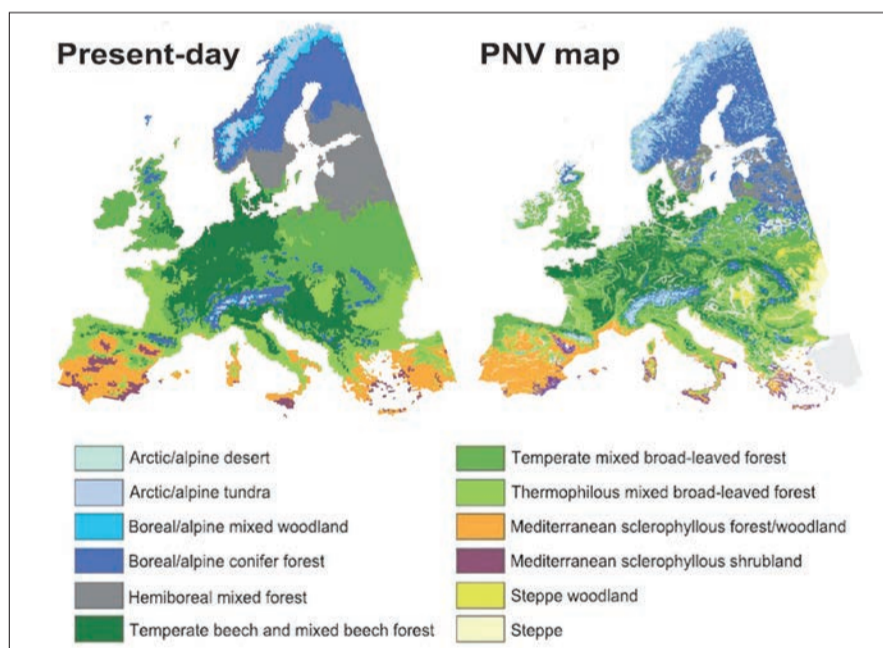 Present-day
PNV map
Arctic/alpine desert
Arctic/alpine tundra
Boreal/alpine mixed woodland
Boreal/alpine conifer forest
Hemiboreal mixed forest
Temperate beech and mixed beech forest
Temperate mixed broad-leaved forest
Thermophilous mixed broad-leaved forest
Mediterranean sclerophyllous forest/woodland
Mediterranean sclerophyllous shrubland
Steppe woodland
Steppe